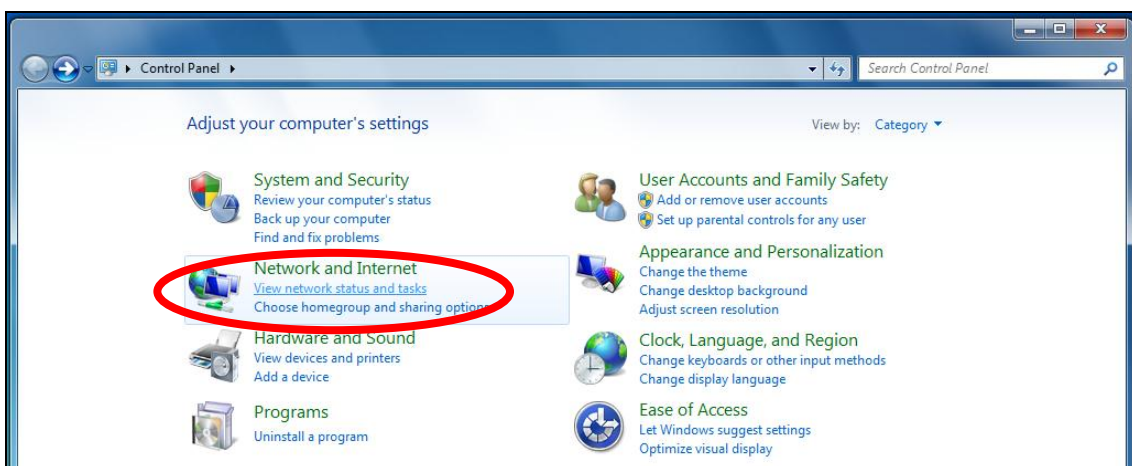 Control Panel
Search Control Panel
Adjust your computer's settings
View by: Category
System and Security
Review your computer's status
Back up your computer
Find and fix problems
Network and Internet
View network status and tasks
Choose homegroup and sharing options
Hardware and Sound
View devices and printers
Add a device
Programs
Uninstall a program
User Accounts and Family Safety
Add or remove user accounts
Set up parental controls for any user
Appearance and Personalization
Change the theme
Change desktop background
Adjust screen resolution
Clock, Language, and Region
Change keyboards or other input methods
Change display language
Ease of Access
Let Windows suggest settings
Optimize visual display